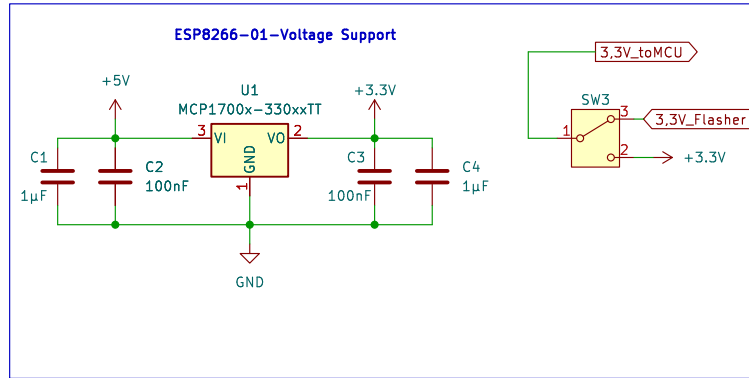 ESP8266-01-Voltage Support
+5V
U1
MCP1700x-330xxTT
+3.3V
3
VI
VO
2
GND
1
C1
1µF
C2
100nF
C3
100nF
C4
1µF
GND
3,3V_toMCU
SW3
1
3
3,3V_Flasher
2
+3.3V